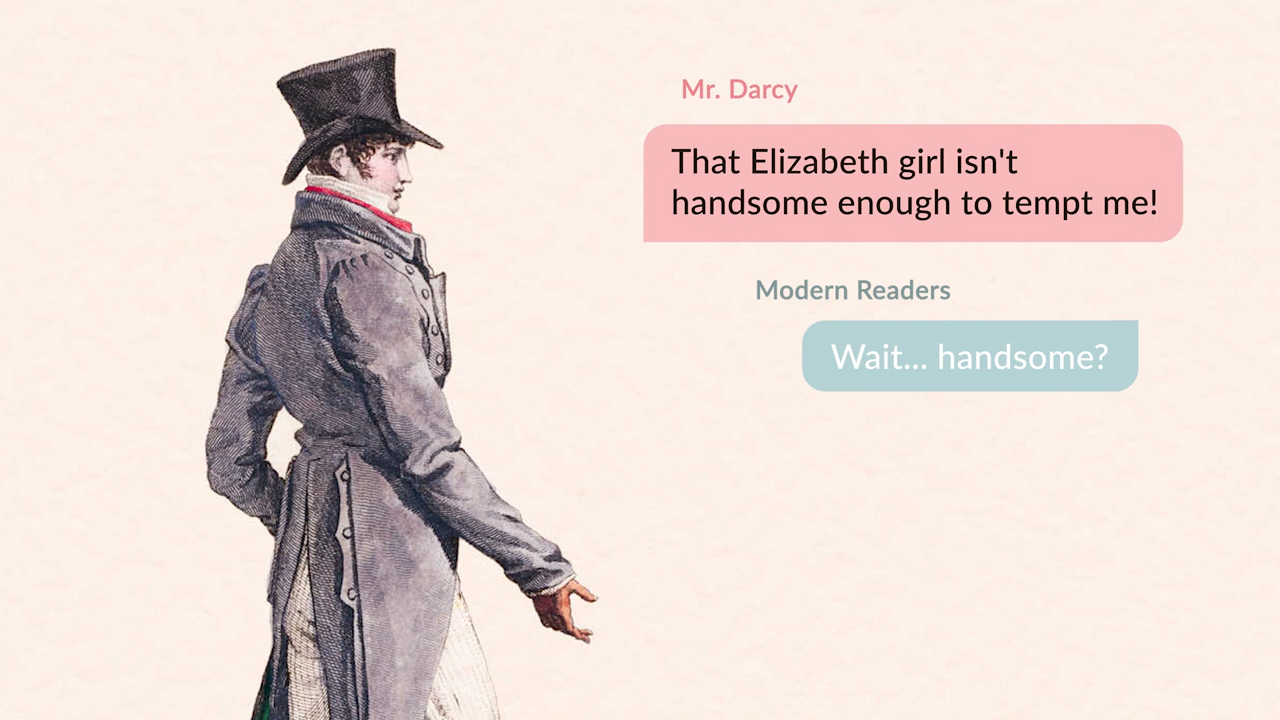 Mr. Darcy
That Elizabeth girl isn't
handsome enough to tempt me!
Modern Readers
Wait... handsome?